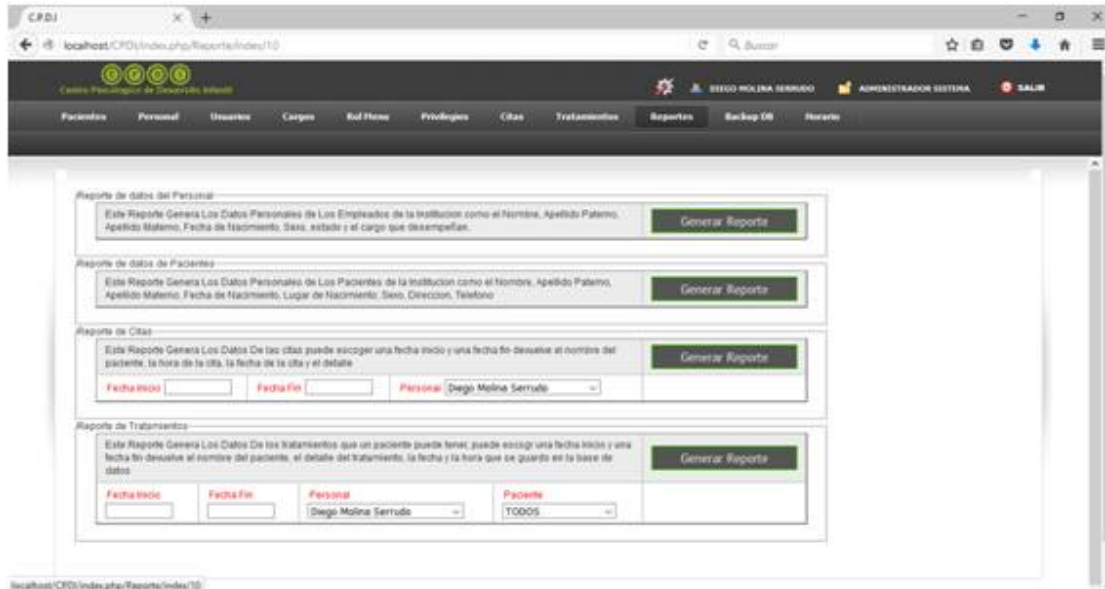 C.P.D.I
localhost/CPDI/index.php/Reporte/index/10
Buscar
Centro Psicologico de Desarrollo Infantil
DIEGO MOLINA SERRUDO
ADMINISTRADOR SISTEMA
SALIR
Pacientes Personal Usuarios Cargos Rol Menu Privilegios Citas Tratamientos Reportes Backup DB Horario
Reporte de datos del Personal
Este Reporte Genera Los Datos Personales de Los Empleados de la Institucion como el Nombre, Apellido Paterno,
Apellido Materno, Fecha de Nacimiento, Sexo, estado y el cargo que desempeñan.
Generar Reporte
Reporte de datos de Pacientes
Este Reporte Genera Los Datos Personales de Los Pacientes de la Institucion como el Nombre, Apellido Paterno,
Apellido Materno, Fecha de Nacimiento, Lugar de Nacimiento, Sexo, Direccion, Telefono
Generar Reporte
Reporte de Citas
Este Reporte Genera Los Datos De las citas puede escoger una fecha inicio y una fecha fin devuelve el nombre del
paciente, la hora de la cita, la fecha de la cita y el detalle
Generar Reporte
Fecha Inicio Fecha Fin Personal Diego Molina Serrudo
Reporte de Tratamientos
Este Reporte Genera Los Datos De los tratamientos que un paciente puede tener, puede escogr una fecha inicio y una
fecha fin devuelve el nombre del paciente, el detalle del tratamiento, la fecha y la hora que se guardo en la base de
datos
Generar Reporte
Fecha Inicio Fecha Fin Personal Paciente
Diego Molina Serrudo TODOS
localhost/CPDI/index.php/Reporte/index/10